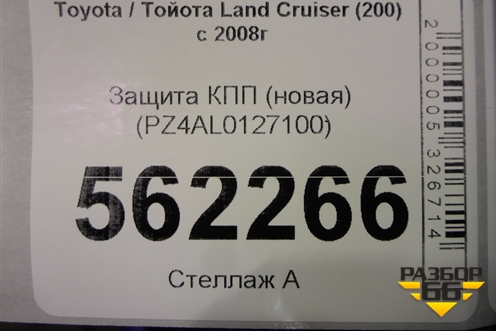 Toyota / Тойота Land Cruiser (200)
с 2008г
Защита КПП (новая)
(PZ4AL0127100)
562266
Стеллаж А
2000005326714
РАЗБОР
66